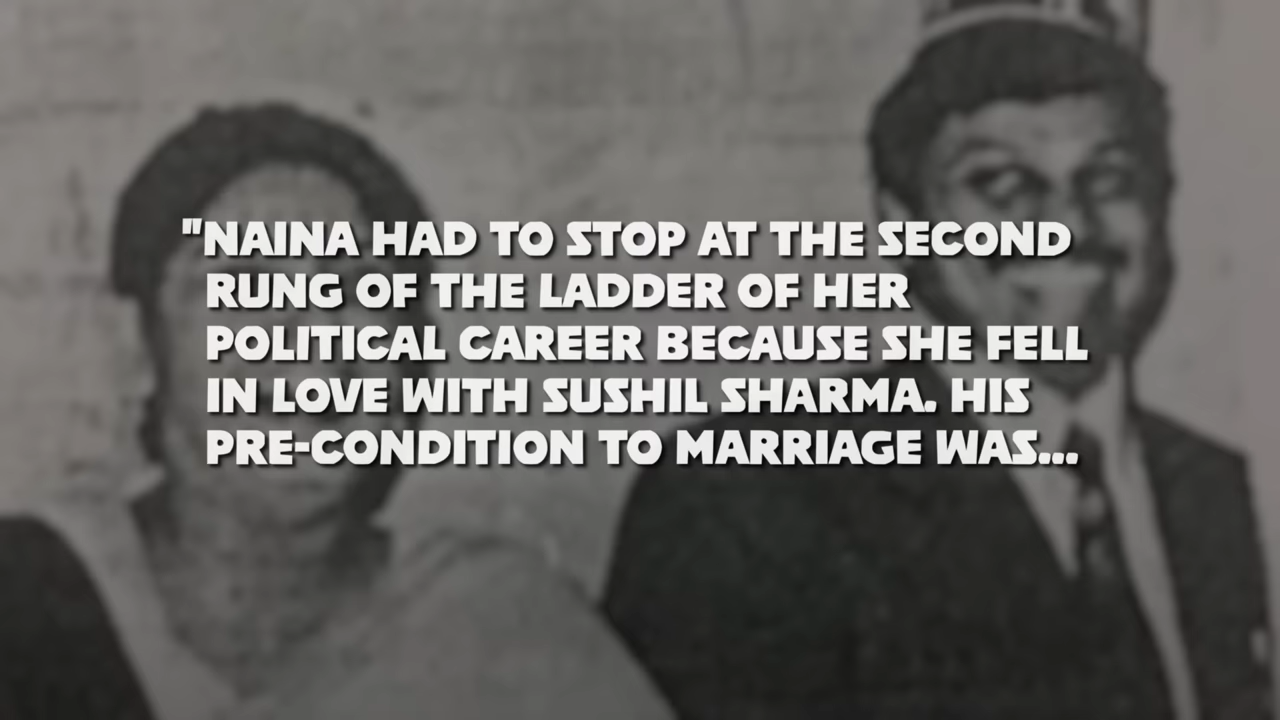 "NAINA HAD TO STOP AT THE SECOND
RUNG OF THE LADDER OF HER
POLITICAL CAREER BECAUSE SHE FELL
IN LOVE WITH SUSHIL SHARMA. HIS
PRE-CONDITION TO MARRIAGE WAS...